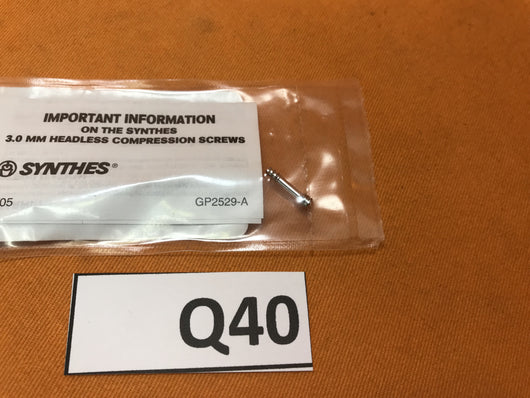 IMPORTANT INFORMATION
ON THE SYNTHES
3.0 MM HEADLESS COMPRESSION SCREWS
SYNTHES®
05 GP2529-A
Q40